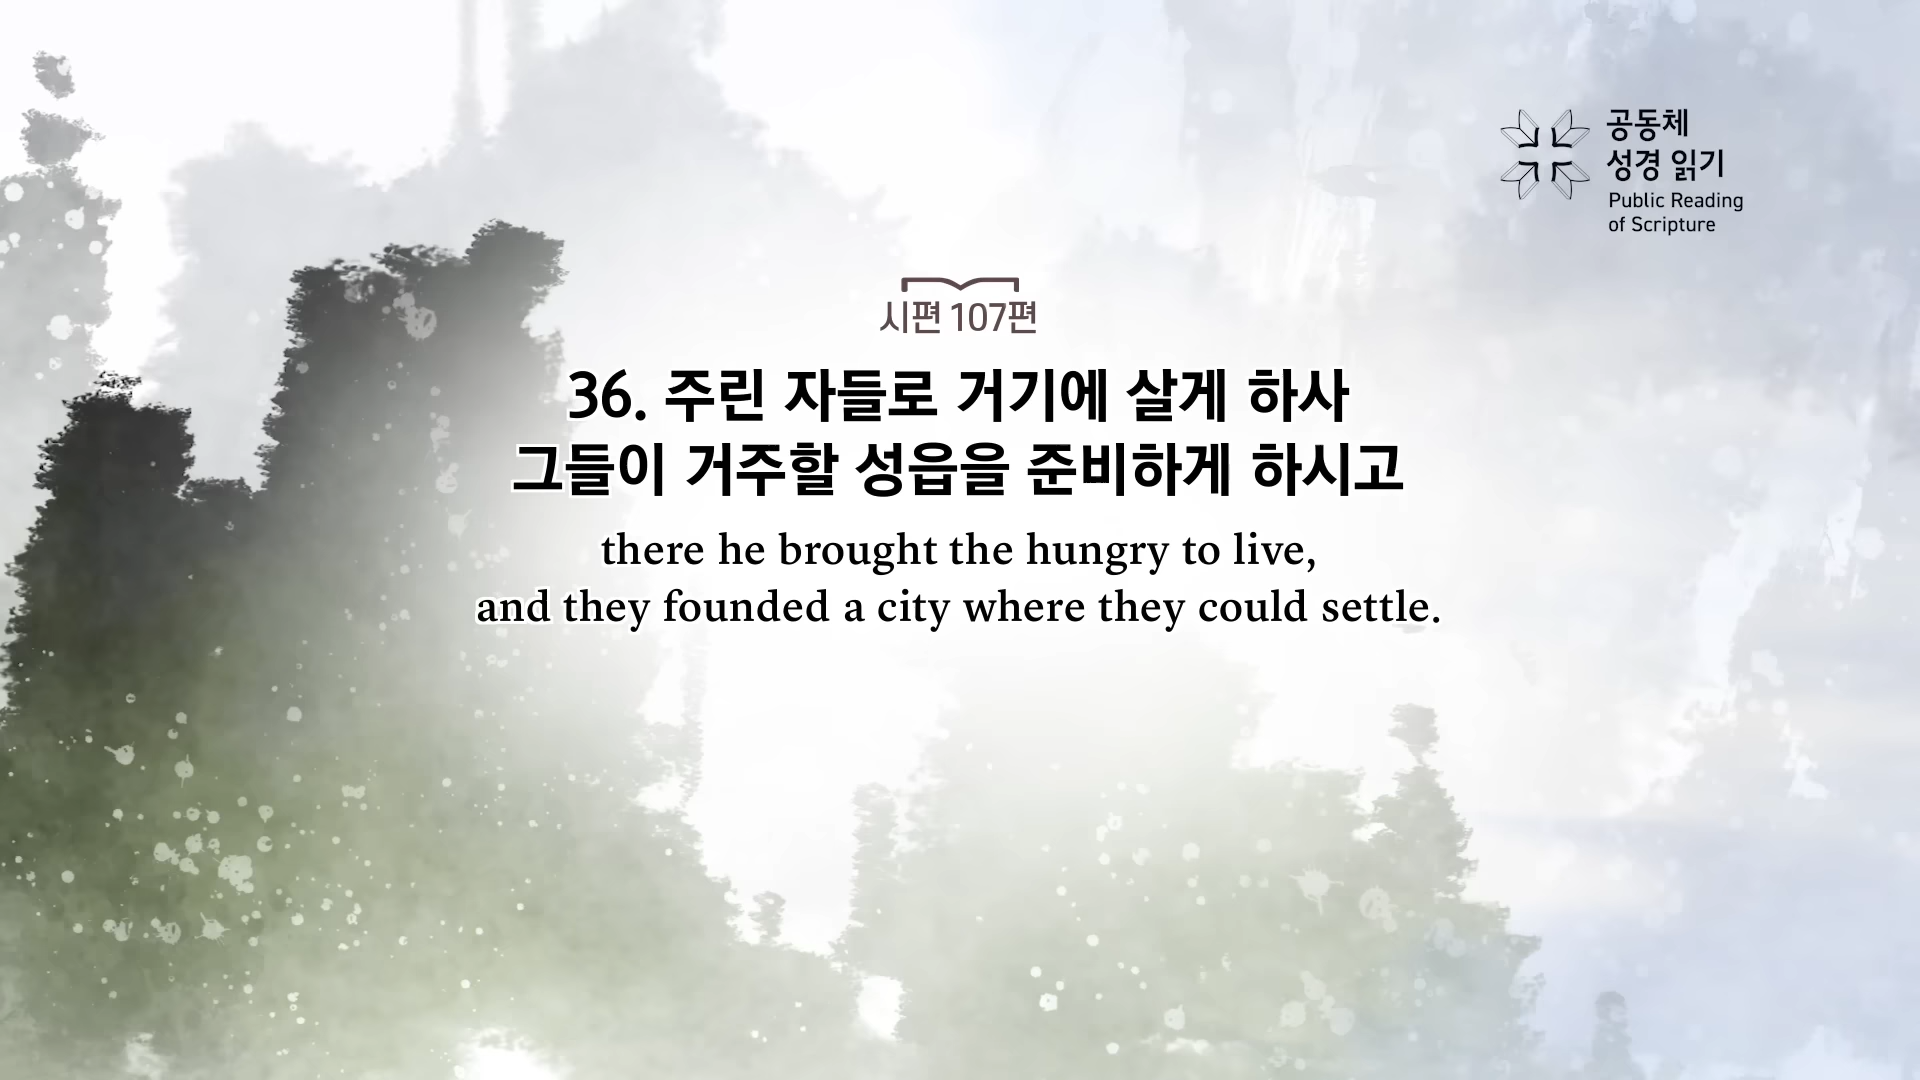 공동체
성경 읽기
Public Reading
of Scripture
시편 107편
36. 주린 자들로 거기에 살게 하사
그들이 거주할 성읍을 준비하게 하시고
there he brought the hungry to live,
and they founded a city where they could settle.